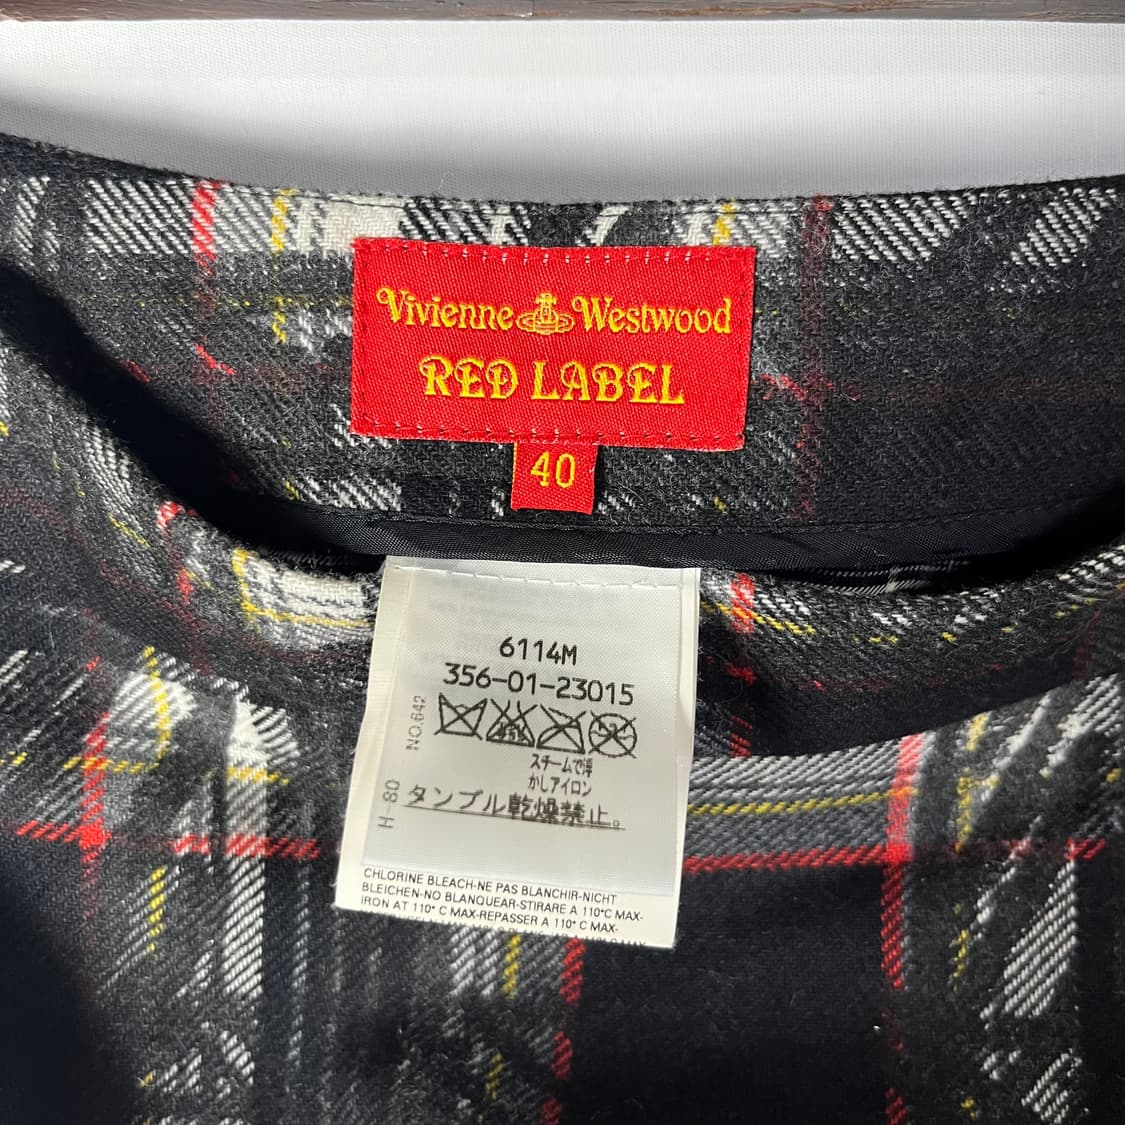 Vivienne Westwood
RED LABEL
40
6114M
356-01-23015
NO.642
スチームで浮
かしアイロン
H-80
タンブル乾燥禁止。
CHLORINE BLEACH-NE PAS BLANCHIR-NICHT
BLEICHEN-NO BLANQUEAR-STIRARE A 110°C MAX-
IRON AT 110°C MAX-REPASSER A 110°C MAX-